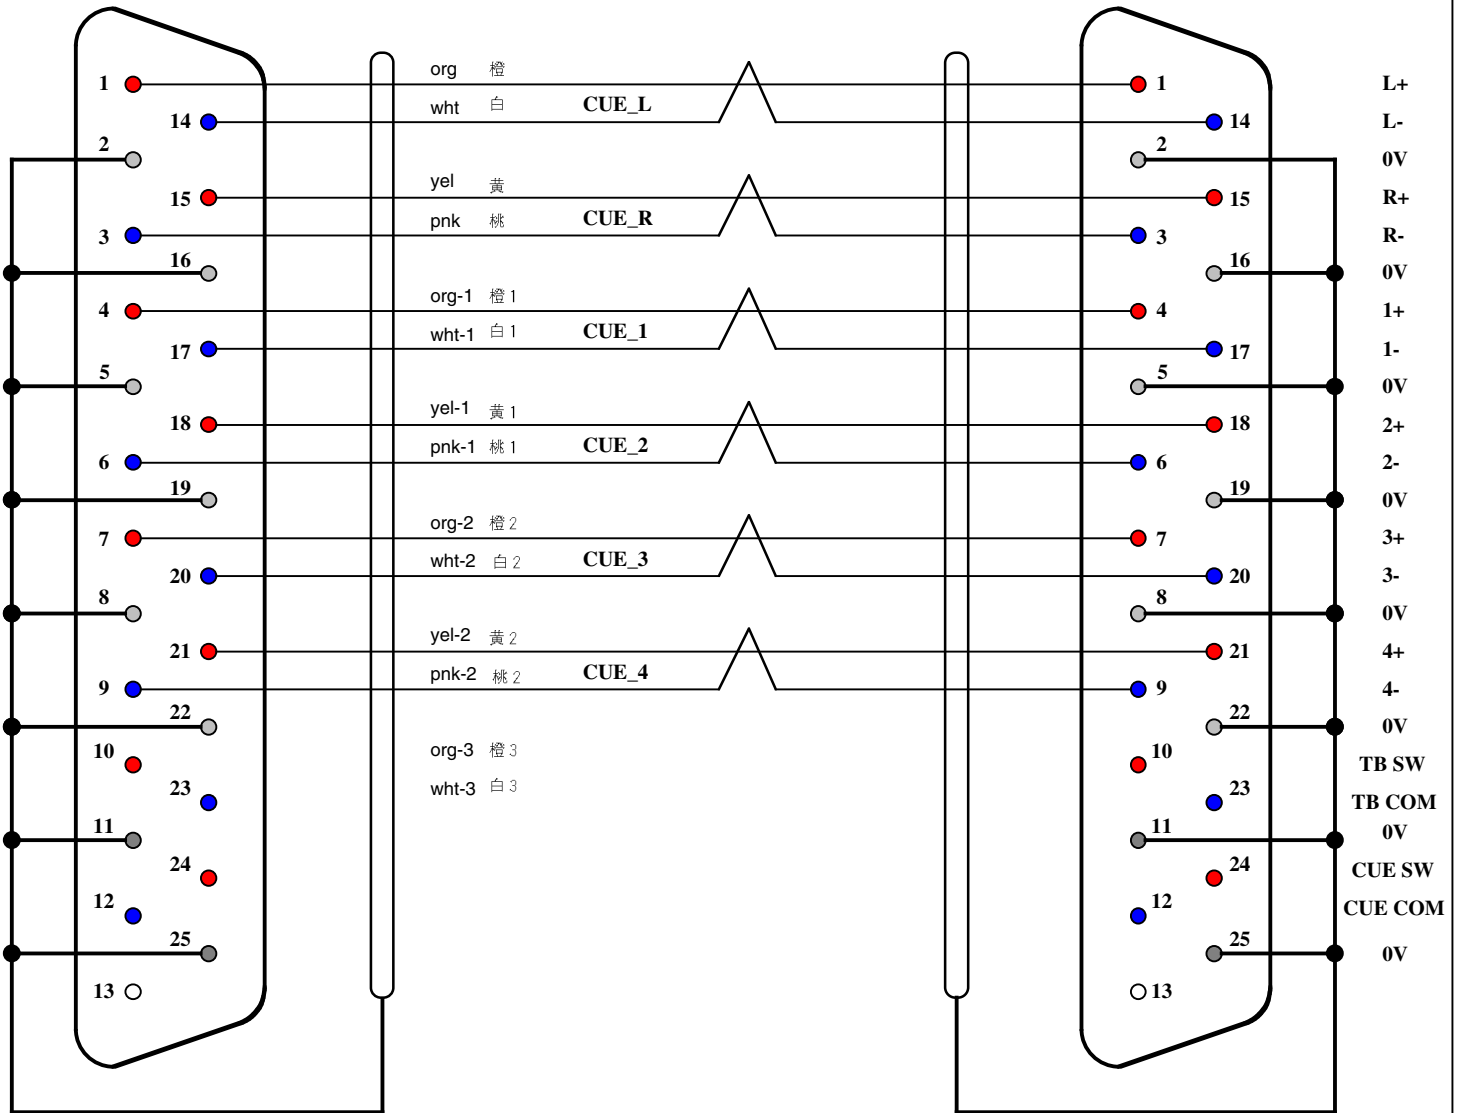 1 org 橙 1 L+
14 wht 白 CUE_L 14 L-
2 2 0V
15 yel 黄 15 R+
3 pnk 桃 CUE_R 3 R-
16 16 0V
4 org-1 橙1 4 1+
17 wht-1 白1 CUE_1 17 1-
5 5 0V
18 yel-1 黄1 18 2+
6 pnk-1 桃1 CUE_2 6 2-
19 19 0V
7 org-2 橙2 7 3+
20 wht-2 白2 CUE_3 20 3-
8 8 0V
21 yel-2 黄2 21 4+
9 pnk-2 桃2 CUE_4 9 4-
22 22 0V
10 org-3 橙3 10 TB SW
23 wht-3 白3 23 TB COM
11 11 0V
24 24 CUE SW
12 12 CUE COM
25 25 0V
13 13